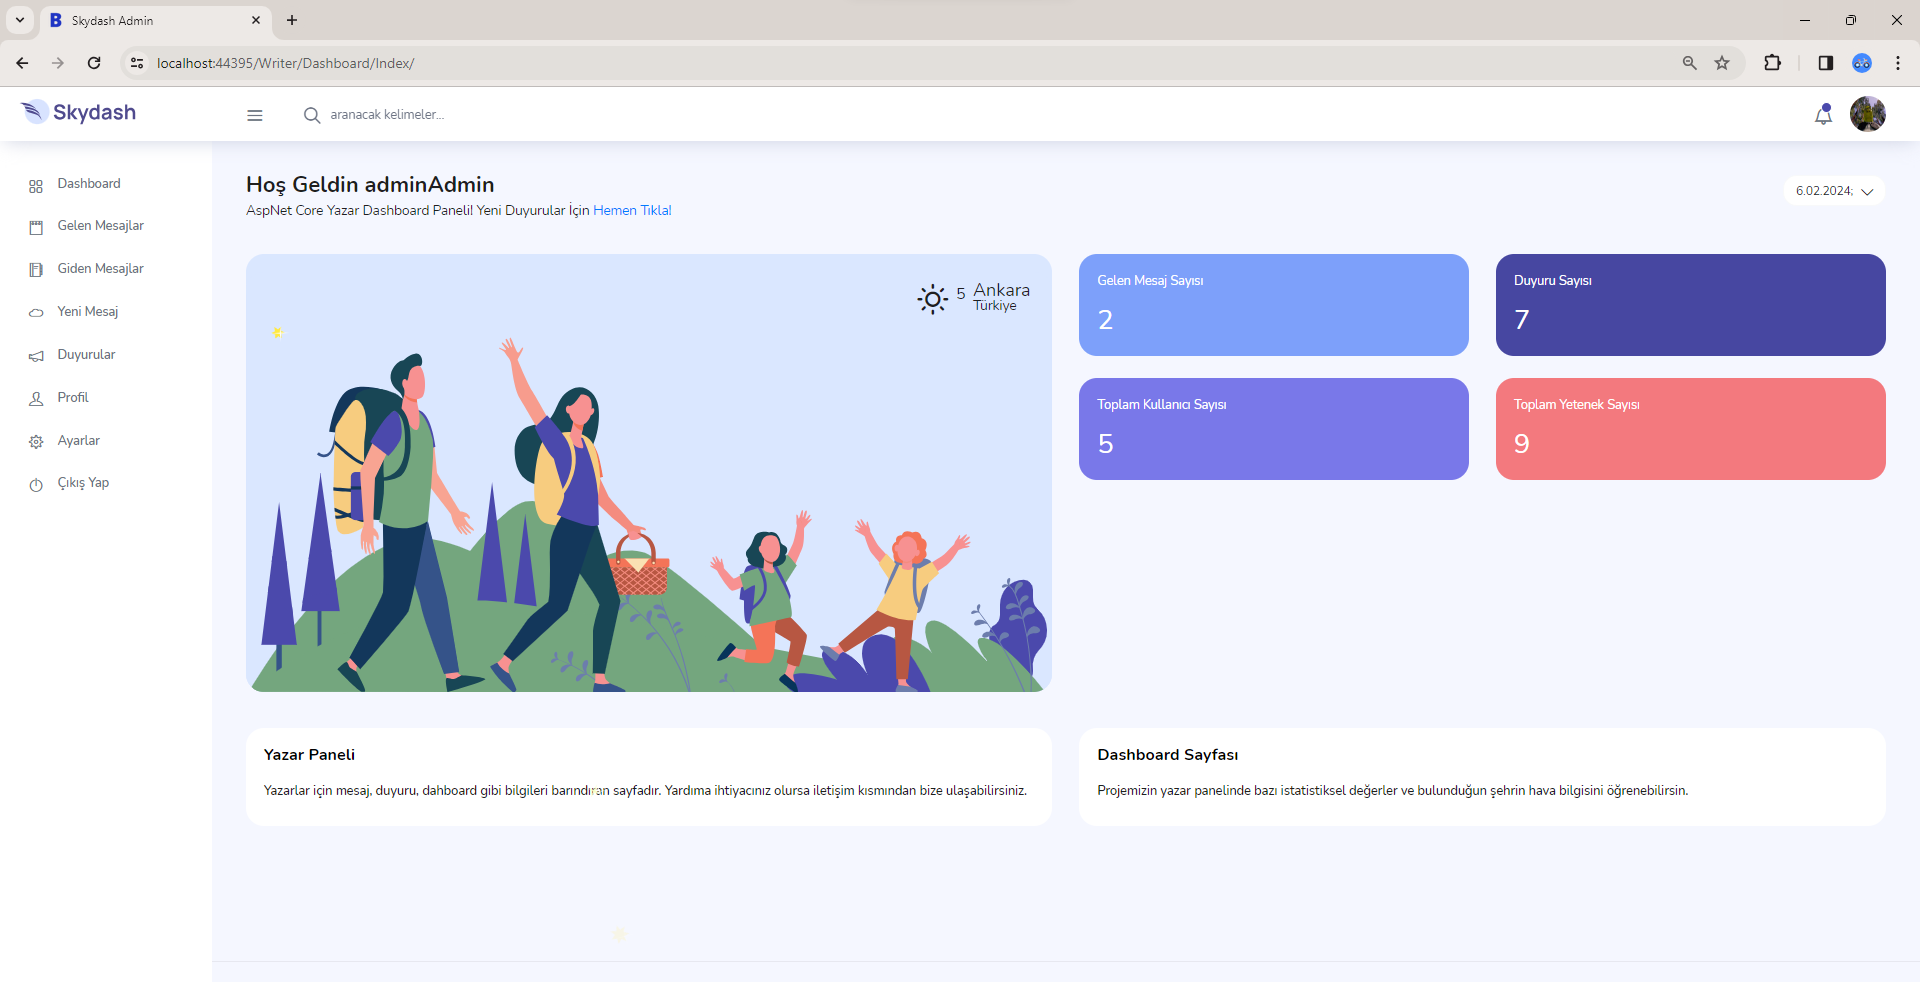 Skydash Admin
localhost:44395/Writer/Dashboard/Index/
Skydash
aranacak kelimeler...
Dashboard
Gelen Mesajlar
Giden Mesajlar
Yeni Mesaj
Duyurular
Profil
Ayarlar
Çıkış Yap
Hoş Geldin adminAdmin
AspNet Core Yazar Dashboard Paneli! Yeni Duyurular İçin Hemen Tıkla!
6.02.2024;
5 Ankara
Türkiye
Gelen Mesaj Sayısı
2
Duyuru Sayısı
7
Toplam Kullanıcı Sayısı
5
Toplam Yetenek Sayısı
9
Yazar Paneli
Yazarlar için mesaj, duyuru, dahboard gibi bilgileri barındıran sayfadır. Yardıma ihtiyacınız olursa iletişim kısmından bize ulaşabilirsiniz.
Dashboard Sayfası
Projemizin yazar panelinde bazı istatistiksel değerler ve bulunduğun şehrin hava bilgisini öğrenebilirsin.